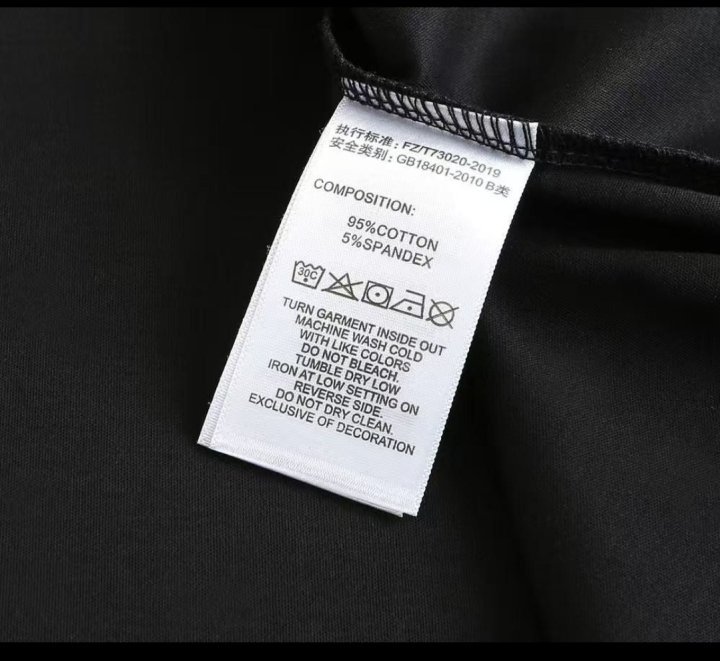 执行标准: FZ/T73020-2019
安全类别: GB18401-2010 B类
COMPOSITION:
95%COTTON
5%SPANDEX
30C
TURN GARMENT INSIDE OUT
MACHINE WASH COLD
WITH LIKE COLORS
DO NOT BLEACH.
TUMBLE DRY LOW
IRON AT LOW SETTING ON
REVERSE SIDE.
DO NOT DRY CLEAN.
EXCLUSIVE OF DECORATION